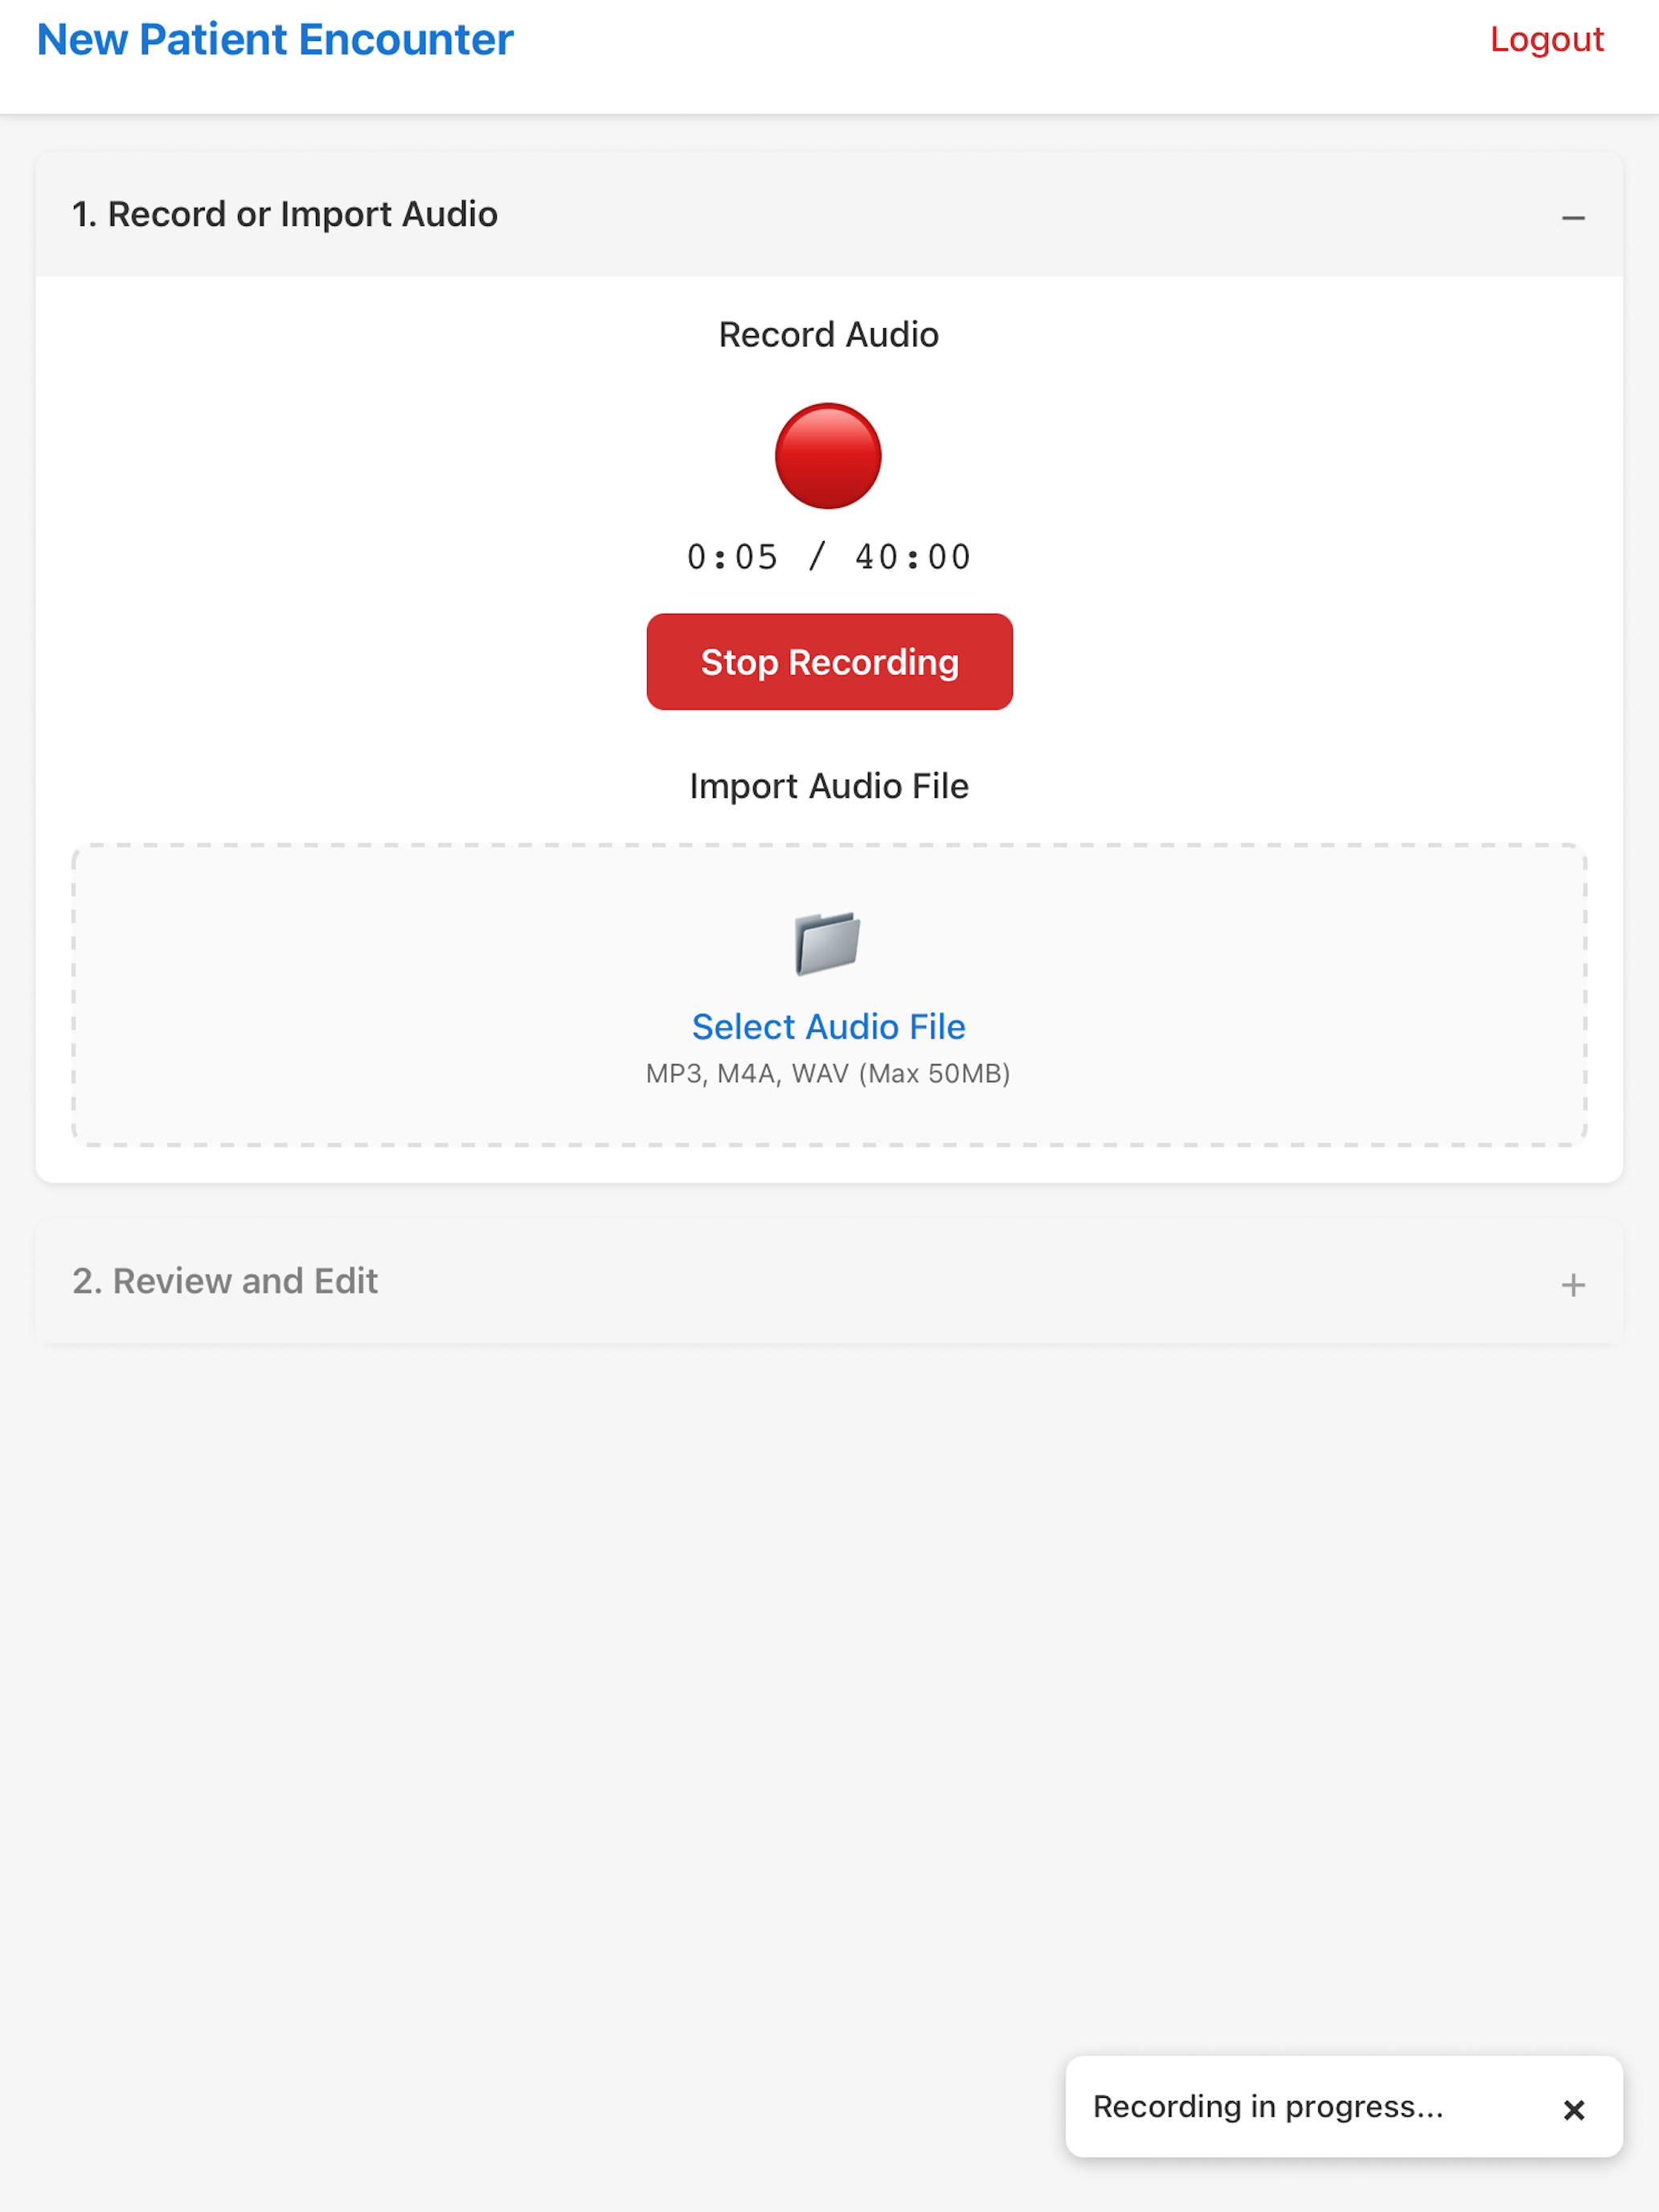 New Patient Encounter
Logout
1. Record or Import Audio
Record Audio
0:05 / 40:00
Stop Recording
Import Audio File
Select Audio File
MP3, M4A, WAV (Max 50MB)
2. Review and Edit
Recording in progress...